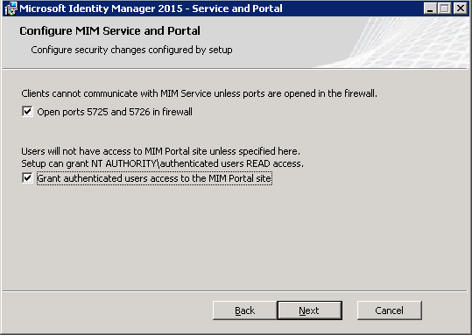 Microsoft Identity Manager 2015 - Service and Portal
Configure MIM Service and Portal
Configure security changes configured by setup
Clients cannot communicate with MIM Service unless ports are opened in the firewall.
Open ports 5725 and 5726 in firewall
Users will not have access to MIM Portal site unless specified here.
Setup can grant NT AUTHORITY\authenticated users READ access.
Grant authenticated users access to the MIM Portal site
Back Next Cancel